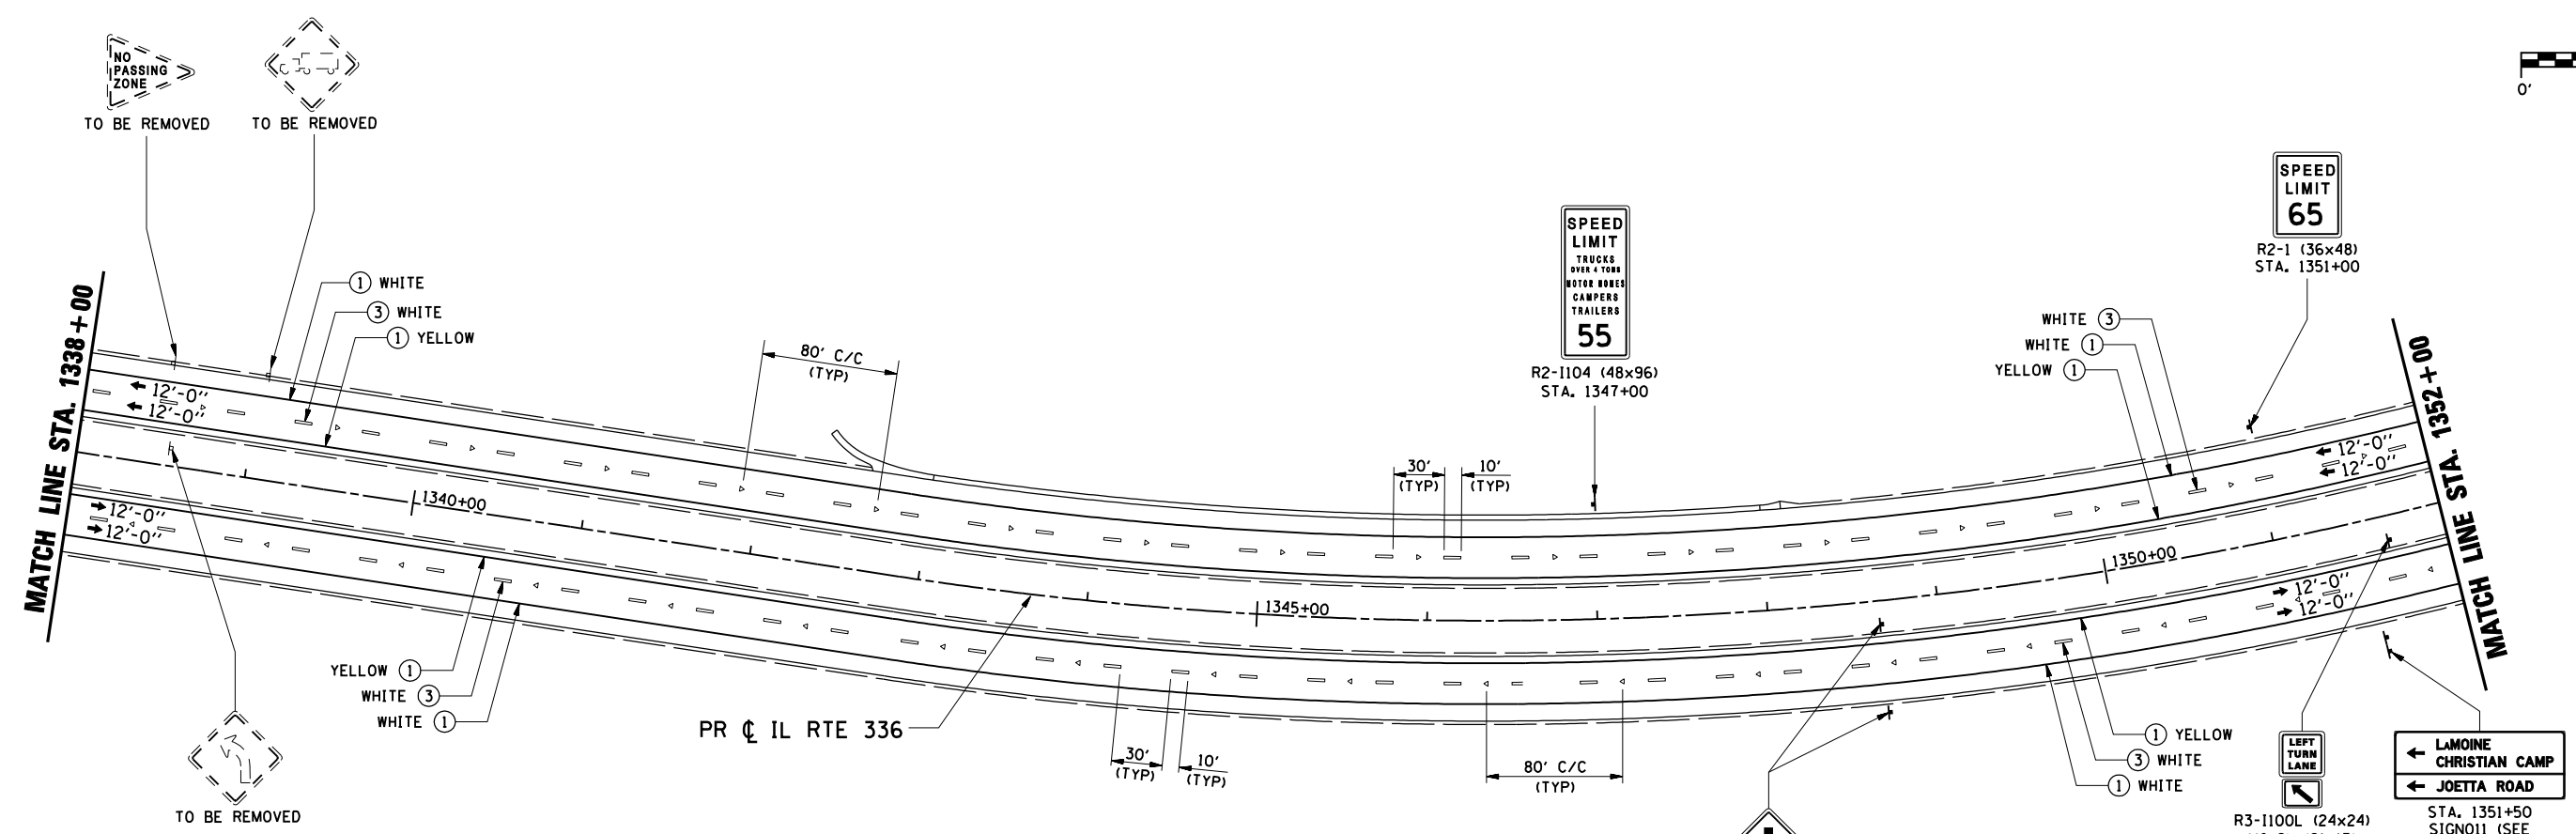 NO
PASSING
ZONE
TO BE REMOVED
TO BE REMOVED
0'
SPEED
LIMIT
65
R2-1 (36x48)
STA. 1351+00
SPEED
LIMIT
TRUCKS
OVER 4 TONS
MOTOR HOMES
CAMPERS
TRAILERS
55
R2-I104 (48x96)
STA. 1347+00
MATCH LINE STA. 1338+00
1 WHITE
3 WHITE
1 YELLOW
80' C/C
(TYP)
WHITE 3
WHITE 1
YELLOW 1
MATCH LINE STA. 1352+00
12'-0"
12'-0"
12'-0"
12'-0"
30'
(TYP)
10'
(TYP)
12'-0"
12'-0"
1340+00
1345+00
1350+00
12'-0"
12'-0"
YELLOW 1
WHITE 3
WHITE 1
PR ℄ IL RTE 336
30'
(TYP)
10'
(TYP)
80' C/C
(TYP)
1 YELLOW
3 WHITE
1 WHITE
TO BE REMOVED
LEFT
TURN
LANE
R3-I100L (24x24)
← LAMOINE
CHRISTIAN CAMP
← JOETTA ROAD
STA. 1351+50
SIGN011 (SEE